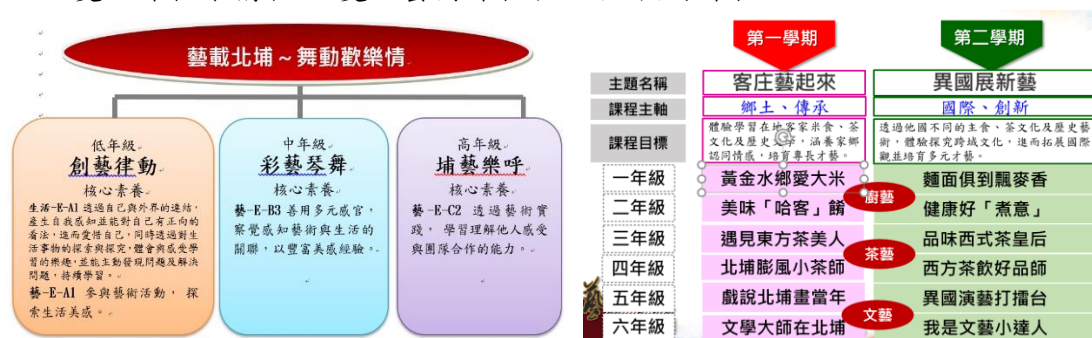 藝載北埔～舞動歡樂情
低年級
創藝律動
核心素養
生活-E-A1 透過自己與外界的連結，
產生自我感知並能對自己有正向的
看法，進而愛惜自己，同時透過對生
活事物的探索與探究，體會與感受學
習的樂趣，並能主動發現問題及解決
問題，持續學習。
藝-E-A1 參與藝術活動， 探
索生活美感。
中年級
彩藝琴舞
核心素養
藝-E-B3 善用多元感官，
察覺感知藝術與生活的
關聯，以豐富美感經驗。
高年級
埔藝樂呼
核心素養
藝-E-C2 透過藝術實
踐， 學習理解他人感受
與團隊合作的能力。
第一學期
第二學期
主題名稱
客庄藝起來
異國展新藝
課程主軸
鄉土、傳承
國際、創新
課程目標
體驗學習在地客家米食、茶
文化及歷史文學，涵養家鄉
認同情感，培育專長才藝。
透過他國不同的主食、茶文化及歷史藝
術，體驗探究跨域文化，進而拓展國際
觀並培育多元才藝。
一年級
黃金水鄉愛大米
麵面俱到飄麥香
廚藝
二年級
美味「哈客」餚
健康好「煮意」
三年級
遇見東方茶美人
品味西式茶皇后
茶藝
四年級
北埔膨風小茶師
西方茶飲好品師
五年級
戲說北埔畫當年
異國演藝打擂台
文藝
六年級
文學大師在北埔
我是文藝小達人